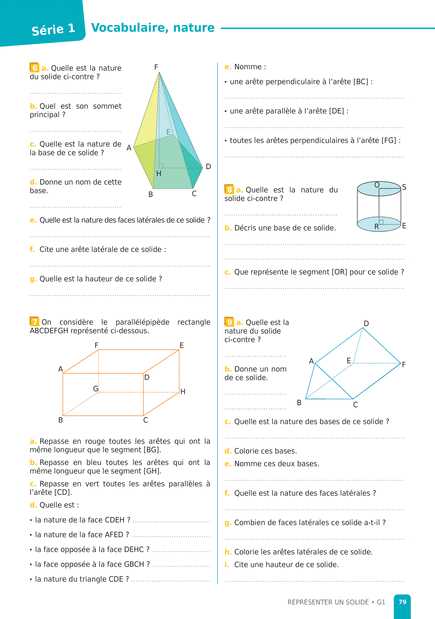 Série 1
Vocabulaire, nature
6 a. Quelle est la nature
du solide ci-contre ?
b. Quel est son sommet
principal ?
c. Quelle est la nature de
la base de ce solide ?
d. Donne un nom de cette
base.
F
E
A
D
H
B
C
e. Quelle est la nature des faces latérales de ce solide ?
f. Cite une arête latérale de ce solide :
g. Quelle est la hauteur de ce solide ?
7 On considère le parallélépipède rectangle
ABCDEFGH représenté ci-dessous.
F
E
A
D
G
H
B
C
a. Repasse en rouge toutes les arêtes qui ont la
même longueur que le segment [BG].
b. Repasse en bleu toutes les arêtes qui ont la
même longueur que le segment [GH].
c. Repasse en vert toutes les arêtes parallèles à
l'arête [CD].
d. Quelle est :
• la nature de la face CDEH ?
• la nature de la face AFED ?
• la face opposée à la face DEHC ?
• la face opposée à la face GBCH ?
• la nature du triangle CDE ?
e. Nomme :
• une arête perpendiculaire à l'arête [BC] :
• une arête parallèle à l'arête [DE] :
• toutes les arêtes perpendiculaires à l'arête [FG] :
8 a. Quelle est la nature du
solide ci-contre ?
b. Décris une base de ce solide.
O
S
R
E
c. Que représente le segment [OR] pour ce solide ?
9 a. Quelle est la
nature du solide
ci-contre ?
b. Donne un nom
de ce solide.
D
A
E
F
B
C
c. Quelle est la nature des bases de ce solide ?
d. Colorie ces bases.
e. Nomme ces deux bases.
f. Quelle est la nature des faces latérales ?
g. Combien de faces latérales ce solide a-t-il ?
h. Colorie les arêtes latérales de ce solide.
i. Cite une hauteur de ce solide.
REPRÉSENTER UN SOLIDE • G1
79